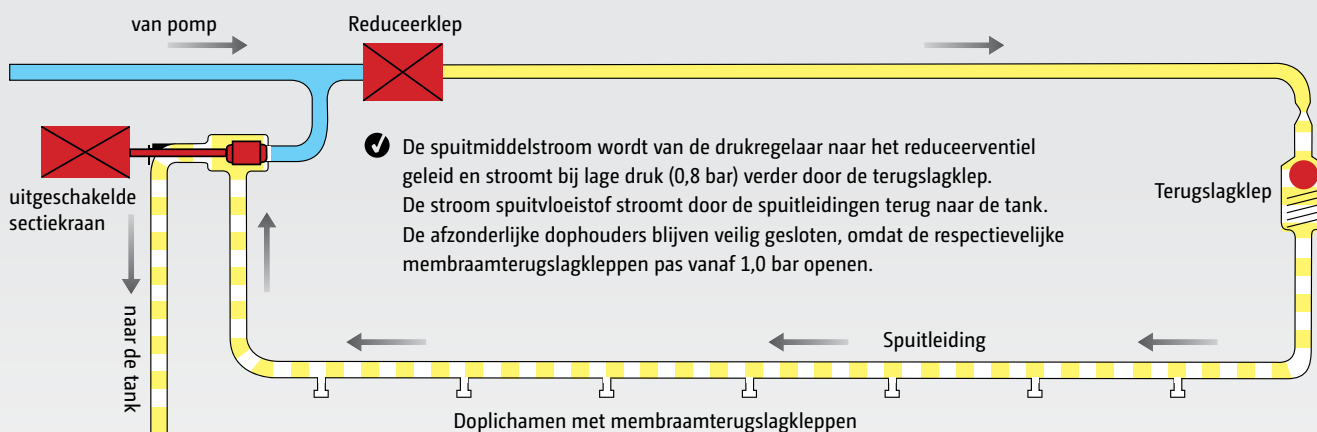 van pomp
Reduceerklep
De spuitmiddelstroom wordt van de drukregelaar naar het reduceerventiel
geleid en stroomt bij lage druk (0,8 bar) verder door de terugslagklep.
De stroom spuitvloeistof stroomt door de spuitleidingen terug naar de tank.
De afzonderlijke dophouders blijven veilig gesloten, omdat de respectievelijke
membraamterugslagkleppen pas vanaf 1,0 bar openen.
uitgeschakelde
sectiekraan
Terugslagklep
naar de tank
Spuitleiding
Doplichamen met membraamterugslagkleppen